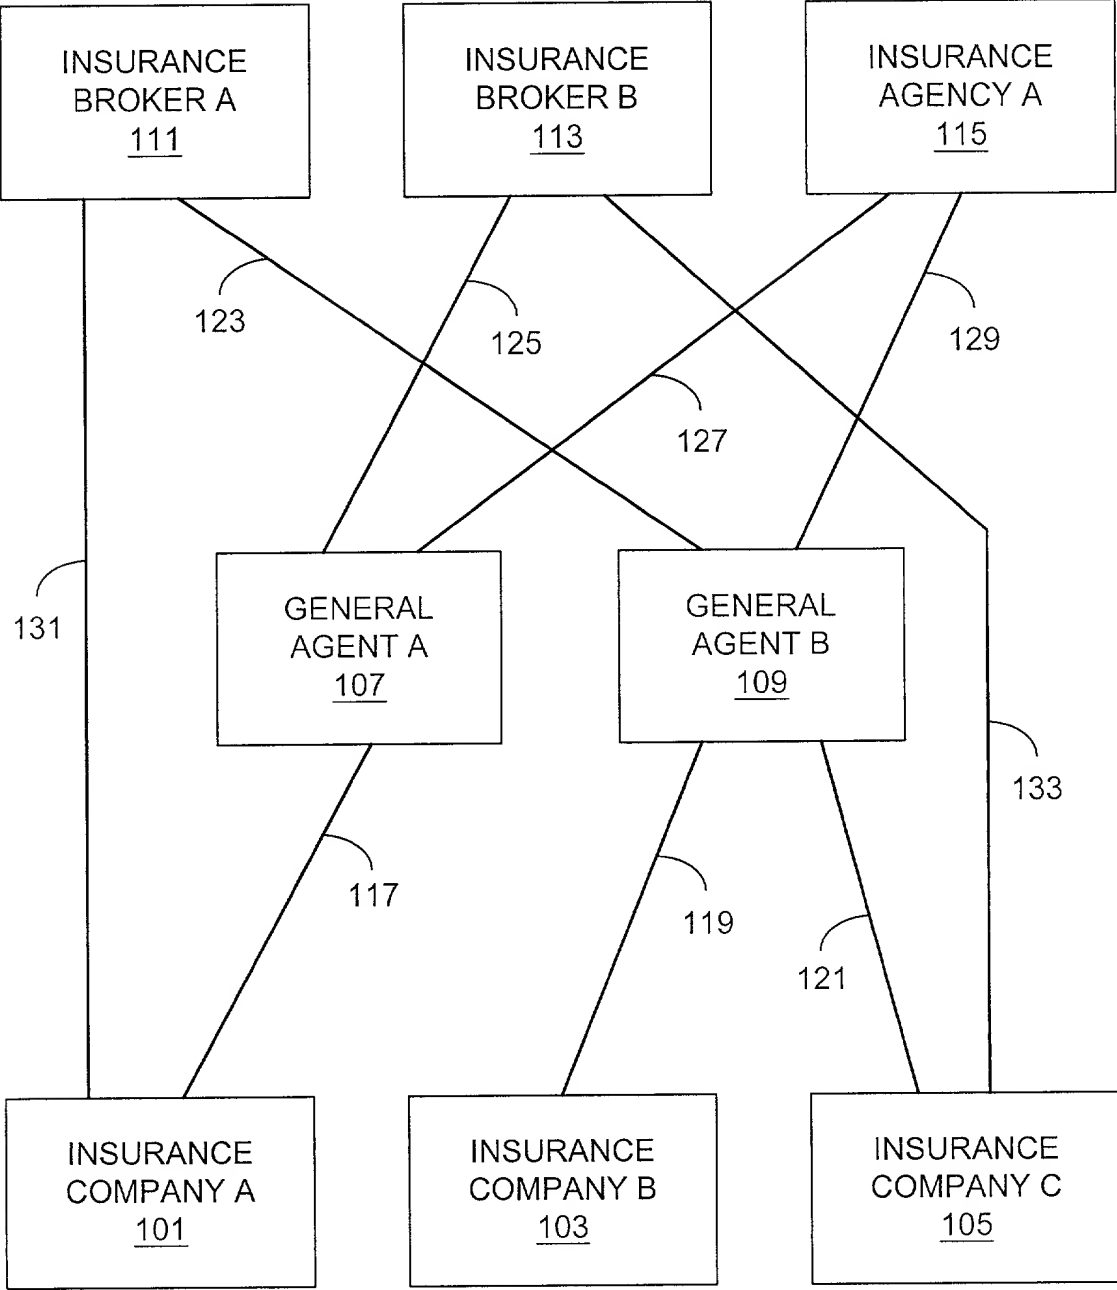 INSURANCE
BROKER A
111
INSURANCE
BROKER B
113
INSURANCE
AGENCY A
115
123
125
129
127
GENERAL
AGENT A
107
GENERAL
AGENT B
109
131
133
117
119
121
INSURANCE
COMPANY A
101
INSURANCE
COMPANY B
103
INSURANCE
COMPANY C
105